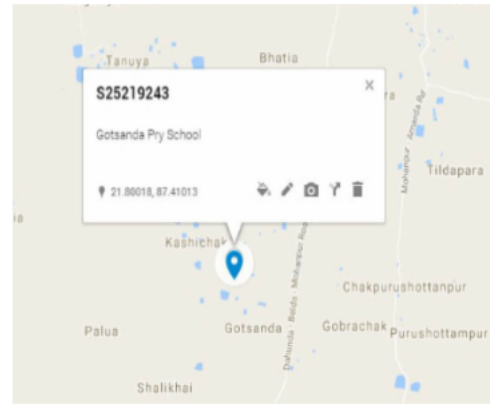 Tanuya
Bhatia
S25219243
Gotsanda Pry School
21.80018, 87.41013
Tildapara
Kashichak
Chakpurushottanpur
Palua
Gotsanda
Gobrachak
Purushottampur
Shalikhai